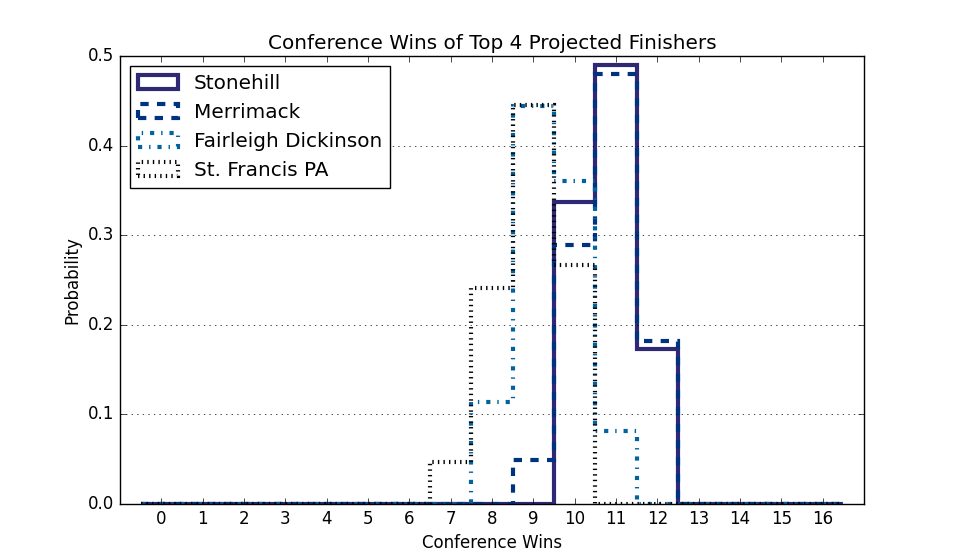 Conference Wins of Top 4 Projected Finishers
0.5
0.4
0.3
0.2
0.1
0.0
Probability
Stonehill
Merrimack
Fairleigh Dickinson
St. Francis PA
0 1 2 3 4 5 6 7 8 9 10 11 12 13 14 15 16
Conference Wins